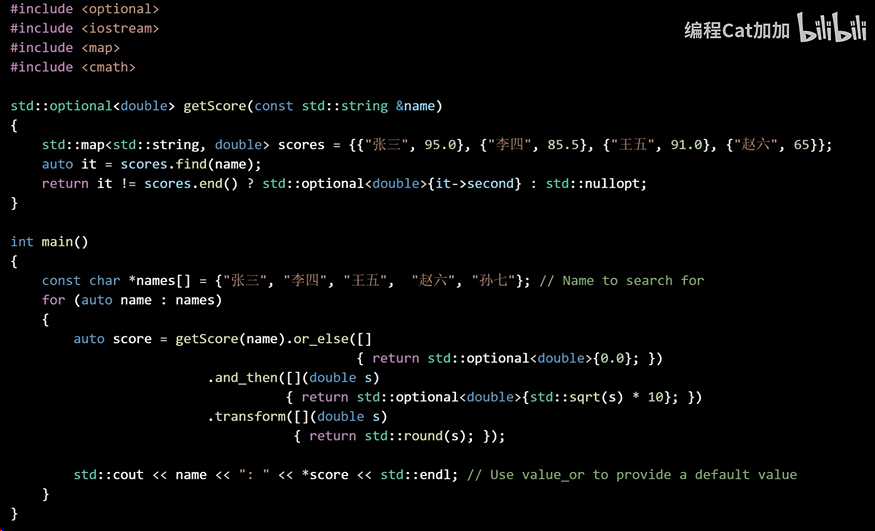 #include <optional>
#include <iostream>
编程Cat加加 bilibili
#include <map>
#include <cmath>
std::optional<double> getScore(const std::string &name)
{
    std::map<std::string, double> scores = {{"张三", 95.0}, {"李四", 85.5}, {"王五", 91.0}, {"赵六", 65}};
    auto it = scores.find(name);
    return it != scores.end() ? std::optional<double>{it->second} : std::nullopt;
}
int main()
{
    const char *names[] = {"张三", "李四", "王五",  "赵六", "孙七"}; // Name to search for
    for (auto name : names)
    {
        auto score = getScore(name).or_else([]
                                            { return std::optional<double>{0.0}; })
                         .and_then([](double s)
                                   { return std::optional<double>{std::sqrt(s) * 10}; })
                         .transform([](double s)
                                    { return std::round(s); });
        std::cout << name << ": " << *score << std::endl; // Use value_or to provide a default value
    }
}